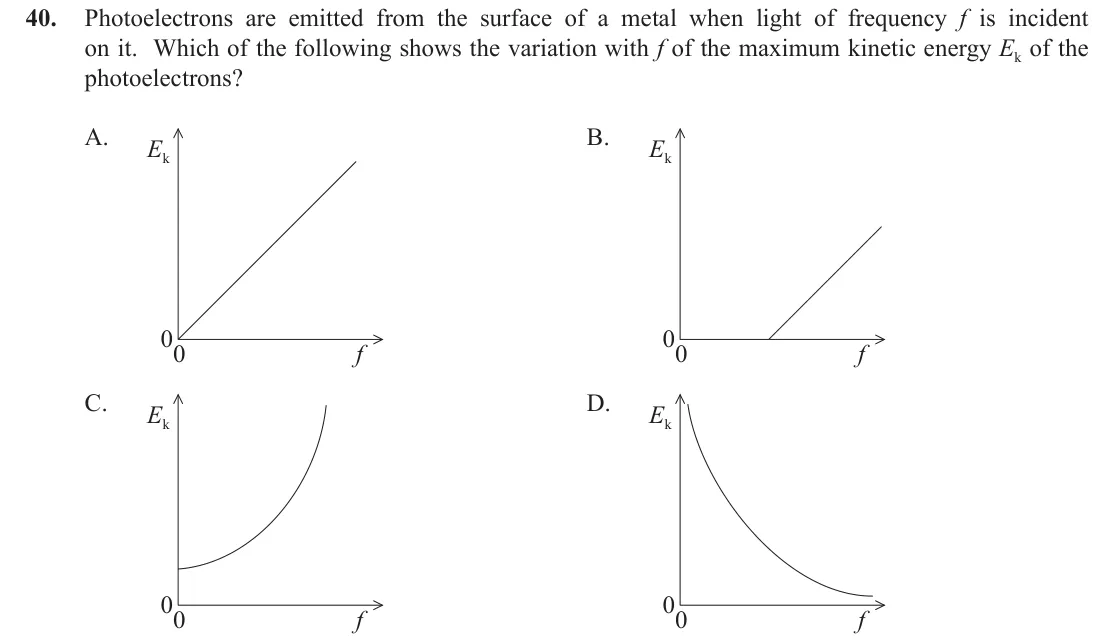 40. Photoelectrons are emitted from the surface of a metal when light of frequency f is incident
on it. Which of the following shows the variation with f of the maximum kinetic energy Ek of the
photoelectrons?
A. Ek 0 0 f
B. Ek 0 0 f
C. Ek 0 0 f
D. Ek 0 0 f